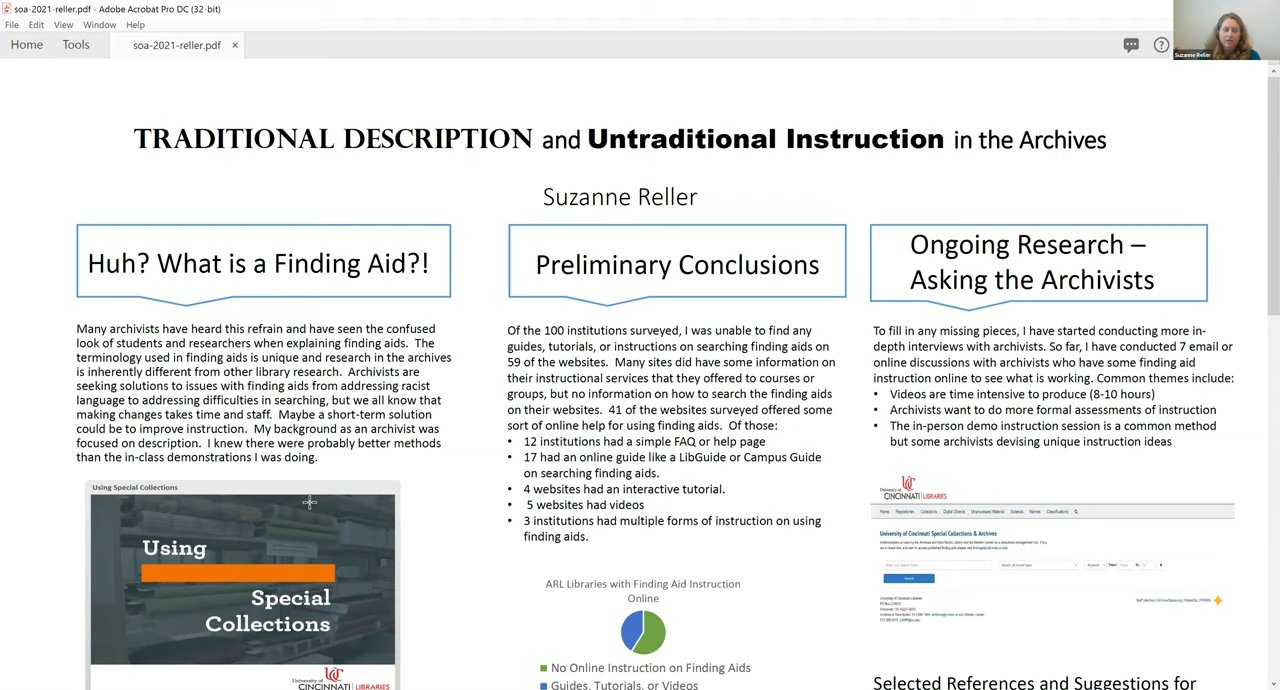 soa-2021-reller.pdf - Adobe Acrobat Pro DC (32-bit)
File Edit View Window Help
Home Tools soa-2021-reller.pdf ×
Suzanne Reller
TRADITIONAL DESCRIPTION and Untraditional Instruction in the Archives
Suzanne Reller
Huh? What is a Finding Aid?!
Many archivists have heard this refrain and have seen the confused
look of students and researchers when explaining finding aids. The
terminology used in finding aids is unique and research in the archives
is inherently different from other library research. Archivists are
seeking solutions to issues with finding aids from addressing racist
language to addressing difficulties in searching, but we all know that
making changes takes time and staff. Maybe a short-term solution
could be to improve instruction. My background as an archivist was
focused on description. I knew there were probably better methods
than the in-class demonstrations I was doing.
Using Special Collections
Using
Special
Collections
University of
CINCINNATI LIBRARIES
Preliminary Conclusions
Of the 100 institutions surveyed, I was unable to find any
guides, tutorials, or instructions on searching finding aids on
59 of the websites. Many sites did have some information on
their instructional services that they offered to courses or
groups, but no information on how to search the finding aids
on their websites. 41 of the websites surveyed offered some
sort of online help for using finding aids. Of those:
• 12 institutions had a simple FAQ or help page
• 17 had an online guide like a LibGuide or Campus Guide
on searching finding aids.
• 4 websites had an interactive tutorial.
• 5 websites had videos
• 3 institutions had multiple forms of instruction on using
finding aids.
ARL Libraries with Finding Aid Instruction
Online
No Online Instruction on Finding Aids
Guides, Tutorials, or Videos
Ongoing Research –
Asking the Archivists
To fill in any missing pieces, I have started conducting more in-
depth interviews with archivists. So far, I have conducted 7 email or
online discussions with archivists who have some finding aid
instruction online to see what is working. Common themes include:
• Videos are time intensive to produce (8-10 hours)
• Archivists want to do more formal assessments of instruction
• The in-person demo instruction session is a common method
but some archivists devising unique instruction ideas
University of
CINCINNATI LIBRARIES
Home Repositories Collections Digital Objects Unprocessed Material Subjects Names Classifications
University of Cincinnati Special Collections & Archives
Search
Selected References and Suggestions for